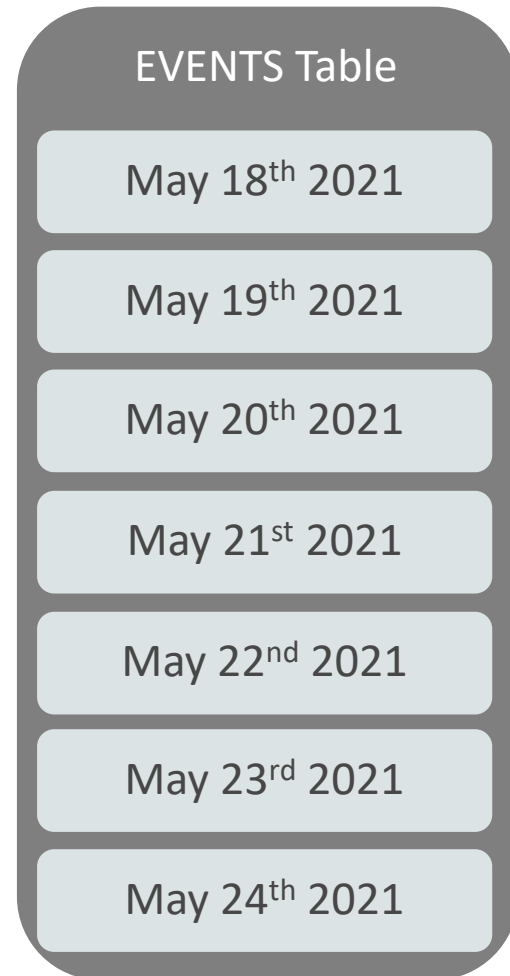 EVENTS Table
May 18th 2021
May 19th 2021
May 20th 2021
May 21st 2021
May 22nd 2021
May 23rd 2021
May 24th 2021